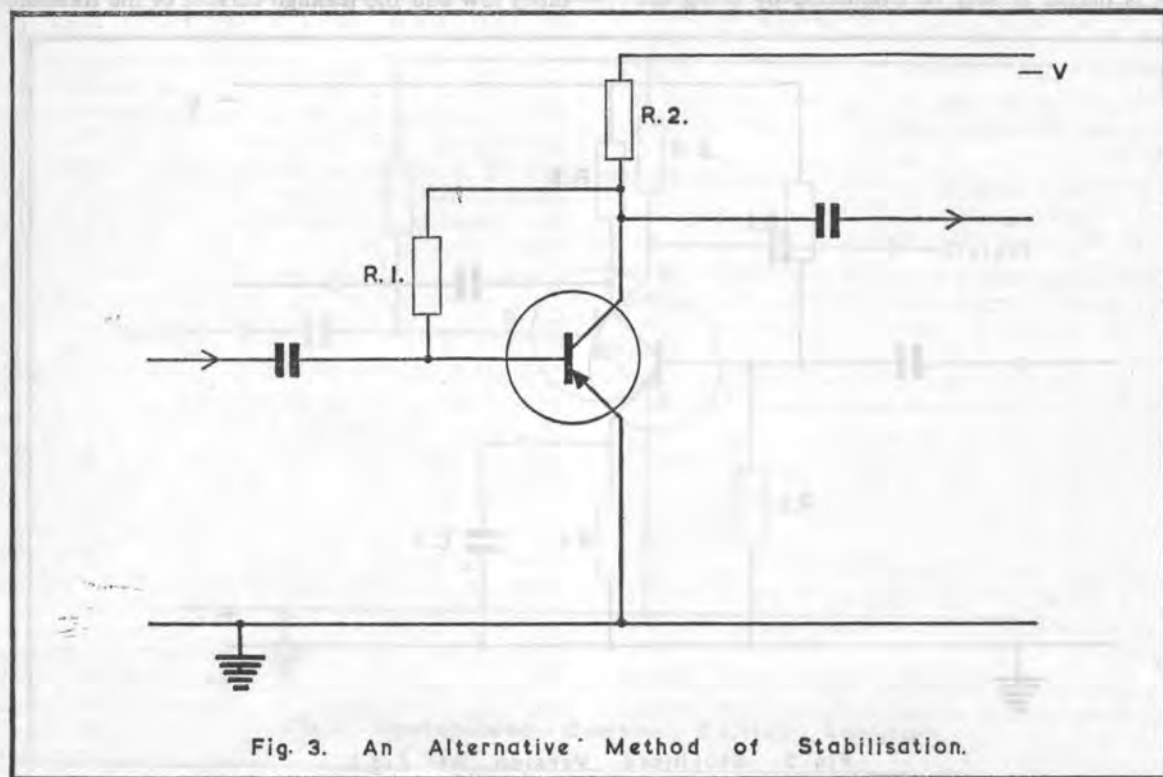 — V
R. 2.
R. 1.
Fig. 3. An Alternative Method of Stabilisation.